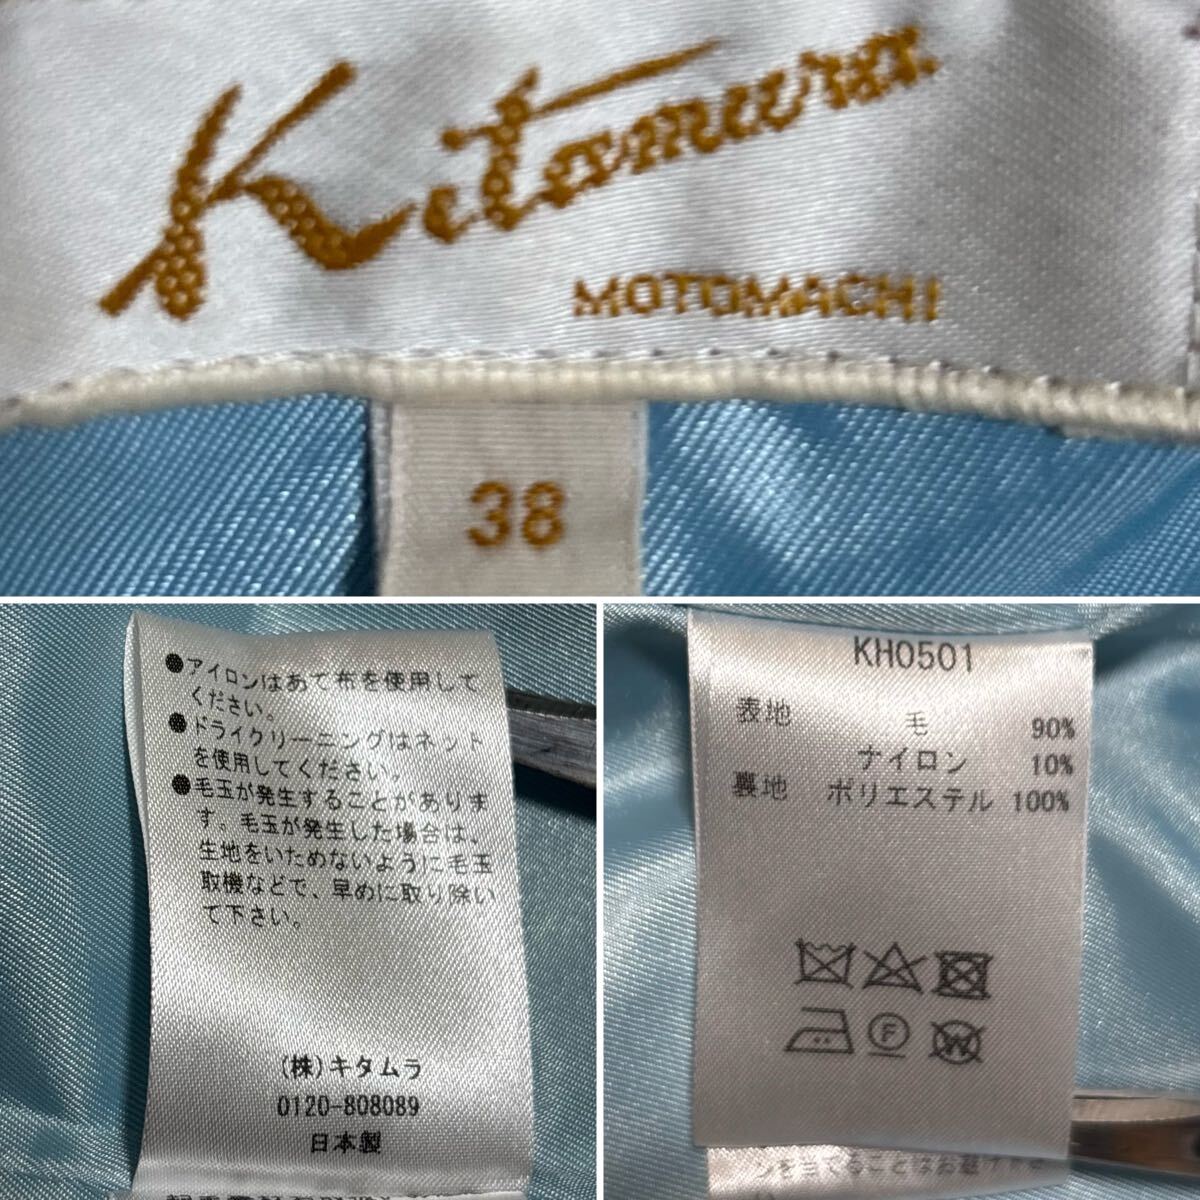 Kitamura
MOTOMACHI
38
●アイロンはあて布を使用して
ください。
●ドライクリーニングはネット
を使用してください。
●毛玉が発生することがありま
す。毛玉が発生した場合は、
生地をいためないように毛玉
取機などで、早めに取り除い
て下さい。
(株)キタムラ
0120-808089
日本製
KH0501
表地 毛 90%
ナイロン 10%
裏地 ポリエステル 100%
F
W